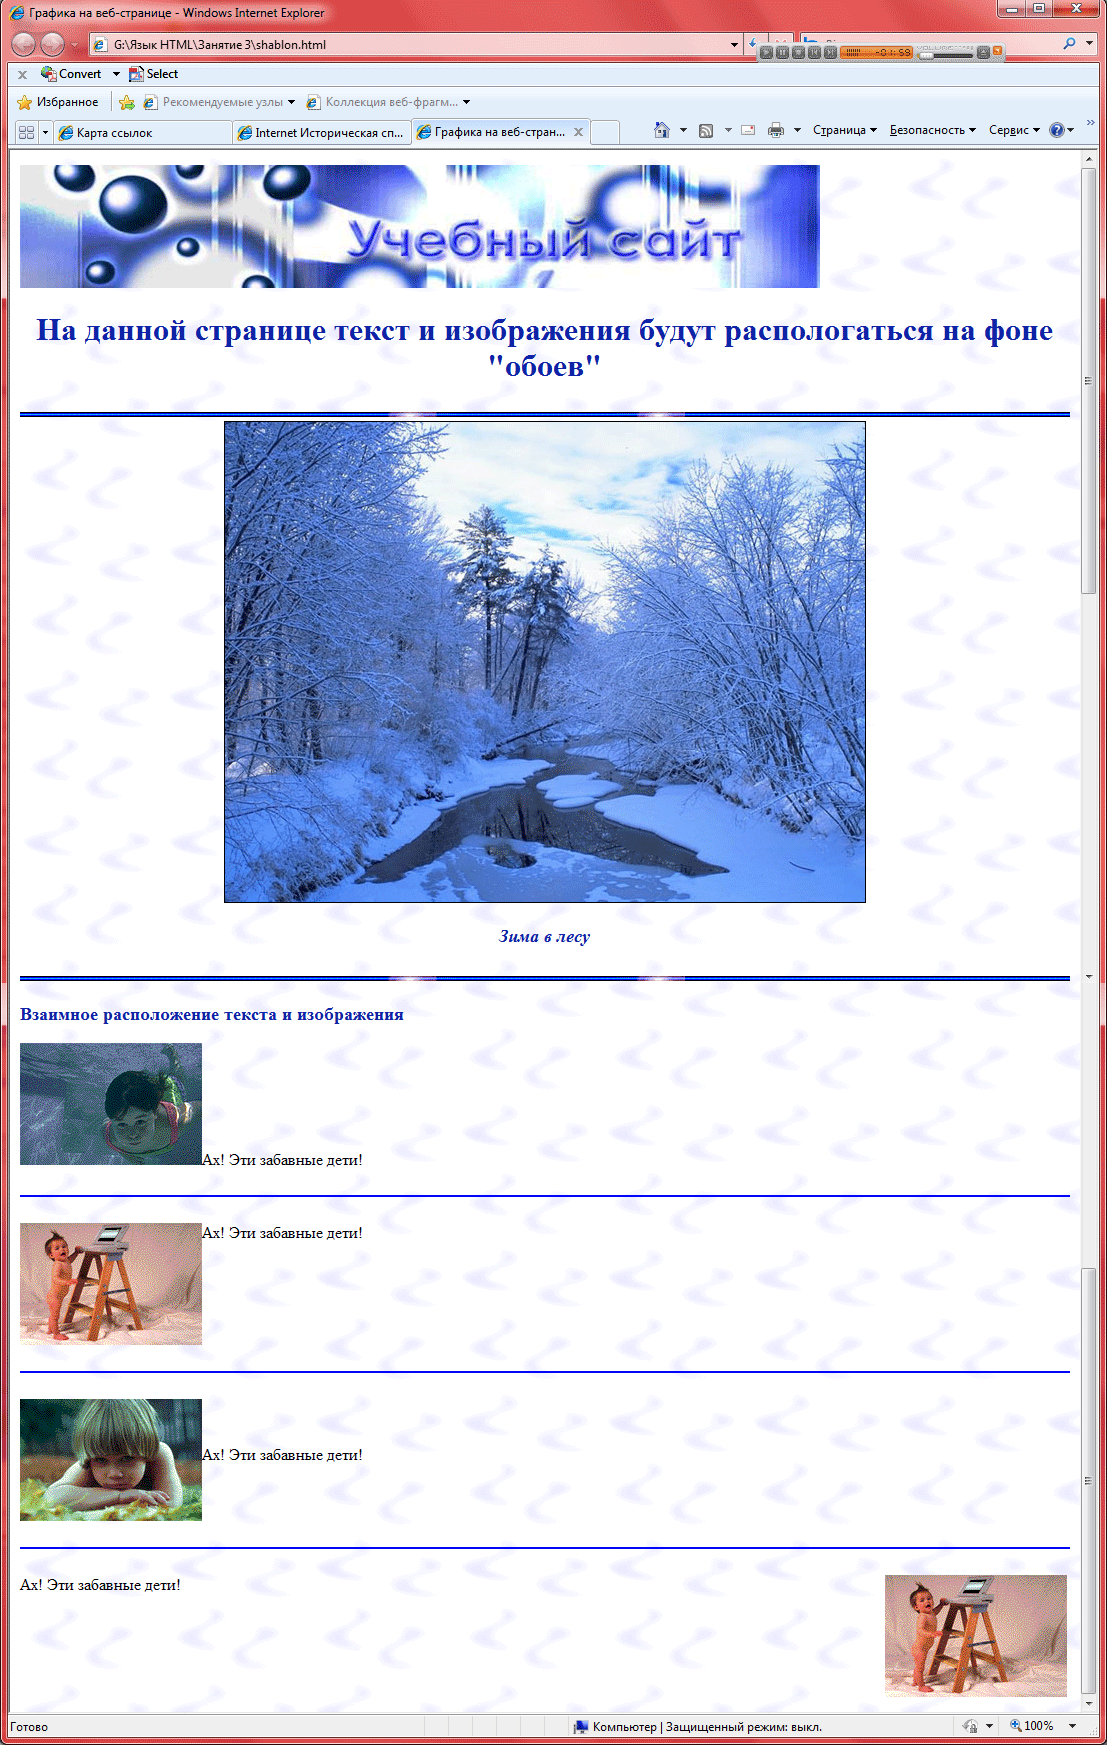 Графика на веб-странице - Windows Internet Explorer
G:\Язык HTML\Занятие 3\shablon.html
01:59
Convert Select
Избранное Рекомендуемые узлы Коллекция веб-фрагм...
Карта ссылок Internet Историческая сп... Графика на веб-стран... Страница Безопасность Сервис
Учебный сайт
На данной странице текст и изображения будут распологаться на фоне
"обоев"
Зима в лесу
Взаимное расположение текста и изображения
Ах! Эти забавные дети!
Ах! Эти забавные дети!
Ах! Эти забавные дети!
Ах! Эти забавные дети!
Готово Компьютер | Защищенный режим: выкл. 100%